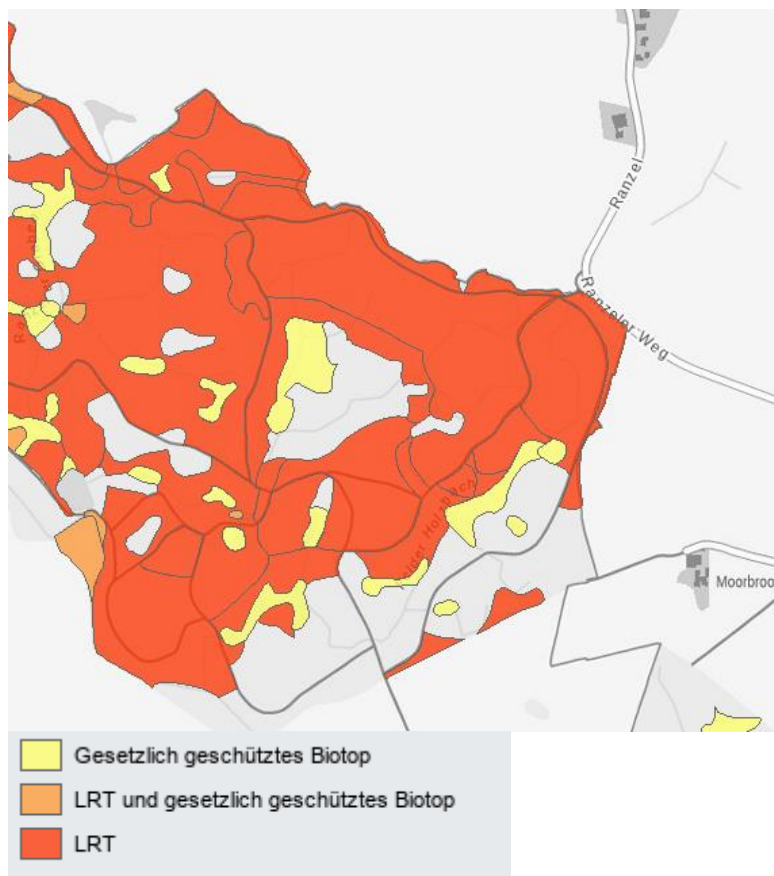 Ranzel
Ranzeler Weg
Moorbroo
Gesetzlich geschütztes Biotop
LRT und gesetzlich geschütztes Biotop
LRT